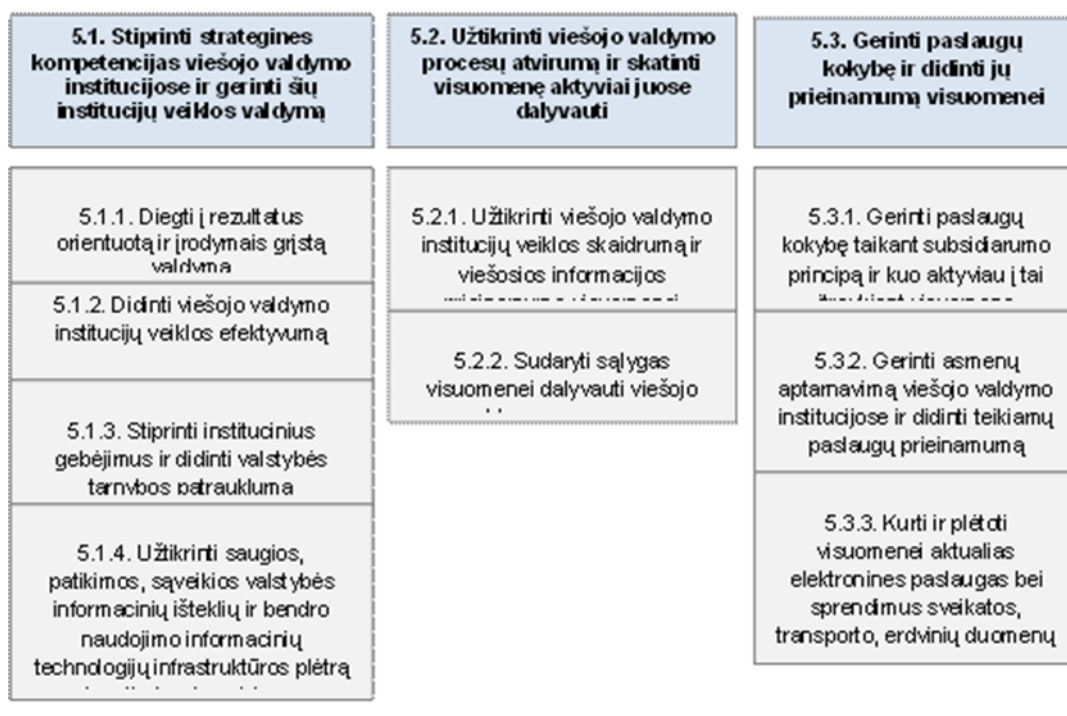 5.1. Stiprinti strategines
kompetencijas viešojo valdymo
institucijose ir gerinti šių
institucijų veiklos valdymą
5.1.1. Diegti į rezultatus
orientuotą ir įrodymais grįstą
valdymą
5.1.2. Didinti viešojo valdymo
institucijų veiklos efektyvumą
5.1.3. Stiprinti institucinius
gebėjimus ir didinti valstybės
tarnybos patrauklumą
5.1.4. Užtikrinti saugios,
patikimos, sąveikios valstybės
informacinių išteklių ir bendro
naudojimo informacinių
technologijų infrastruktūros plėtrą
5.2. Užtikrinti viešojo valdymo
procesų atvirumą ir skatinti
visuomenę aktyviai juose
dalyvauti
5.2.1. Užtikrinti viešojo valdymo
institucijų veiklos skaidrumą ir
viešosios informacijos
5.2.2. Sudaryti sąlygas
visuomenei dalyvauti viešojo
5.3. Gerinti paslaugų
kokybę ir didinti jų
prieinamumą visuomenei
5.3.1. Gerinti paslaugų
kokybę taikant subsidiarumo
principą ir kuo aktyviau į tai
5.3.2. Gerinti asmenų
aptarnavimą viešojo valdymo
institucijose ir didinti teikiamų
paslaugų prieinamumą
5.3.3. Kurti ir plėtoti
visuomenei aktualias
elektronines paslaugas bei
sprendimus sveikatos,
transporto, erdvinių duomenų